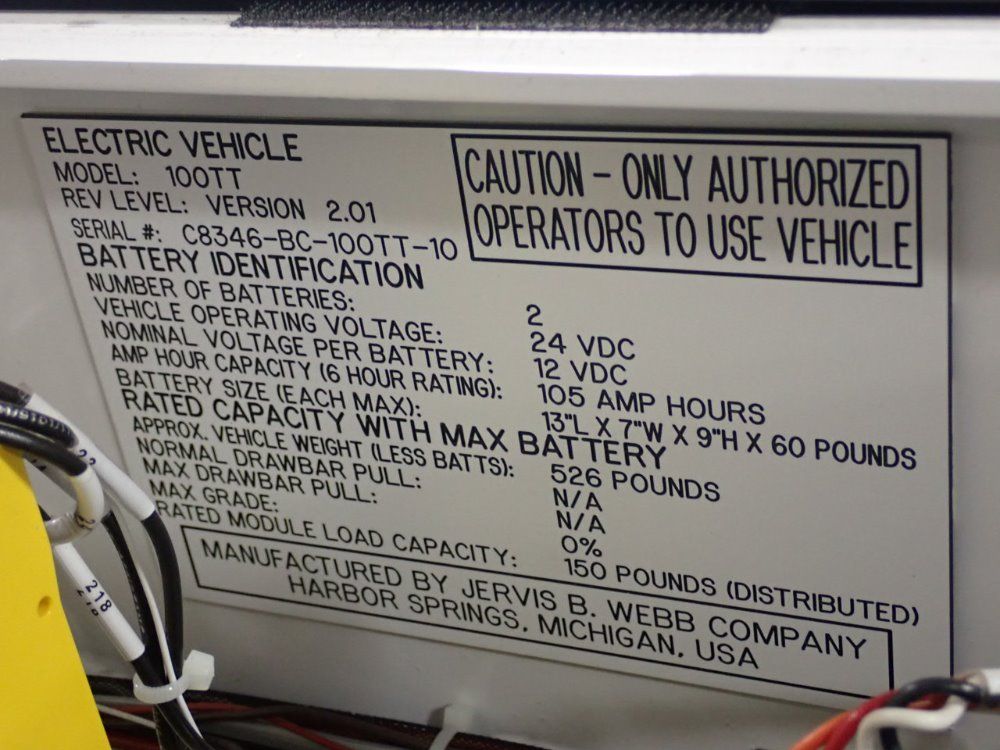 ELECTRIC VEHICLE
MODEL: 100TT
REV LEVEL: VERSION 2.01
SERIAL #: C8346-BC-100TT-10
CAUTION - ONLY AUTHORIZED
OPERATORS TO USE VEHICLE
BATTERY IDENTIFICATION
NUMBER OF BATTERIES: 2
VEHICLE OPERATING VOLTAGE: 24 VDC
NOMINAL VOLTAGE PER BATTERY: 12 VDC
AMP HOUR CAPACITY (6 HOUR RATING): 105 AMP HOURS
BATTERY SIZE (EACH MAX): 13"L X 7"W X 9"H X 60 POUNDS
RATED CAPACITY WITH MAX BATTERY
APPROX. VEHICLE WEIGHT (LESS BATTS): 526 POUNDS
NORMAL DRAWBAR PULL: N/A
MAX DRAWBAR PULL: N/A
MAX GRADE: 0%
RATED MODULE LOAD CAPACITY: 150 POUNDS (DISTRIBUTED)
MANUFACTURED BY JERVIS B. WEBB COMPANY
HARBOR SPRINGS, MICHIGAN, USA
218